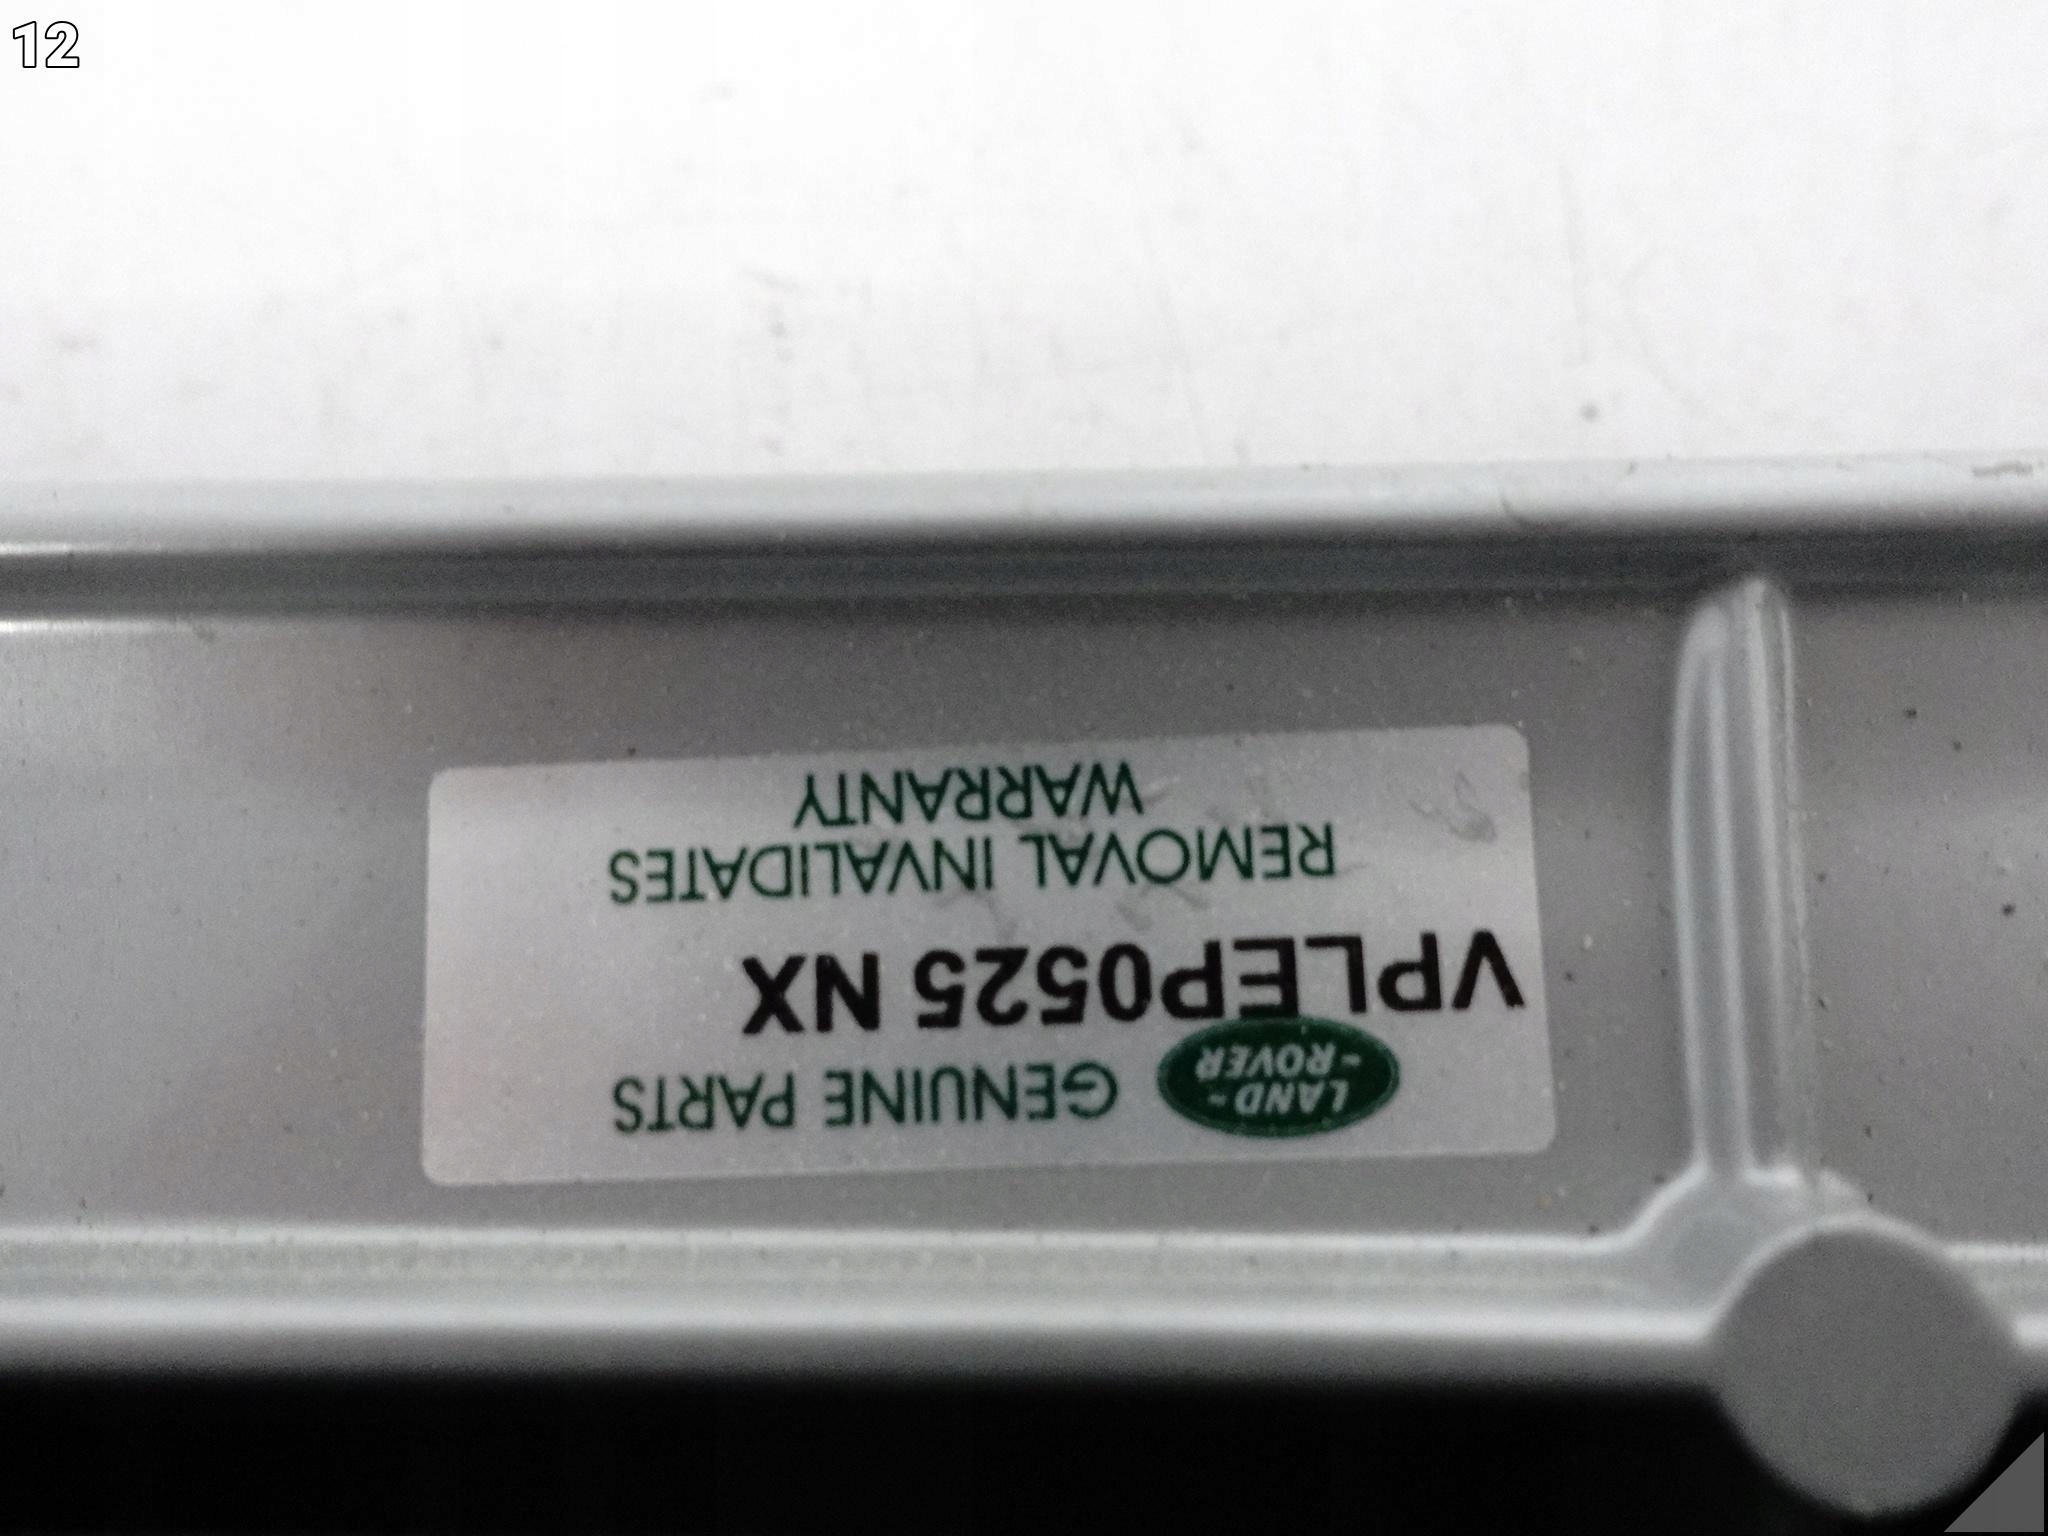 12
LAND-
-ROVER
GENUINE PARTS
VPLEP0525 NX
REMOVAL INVALIDATES
WARRANTY